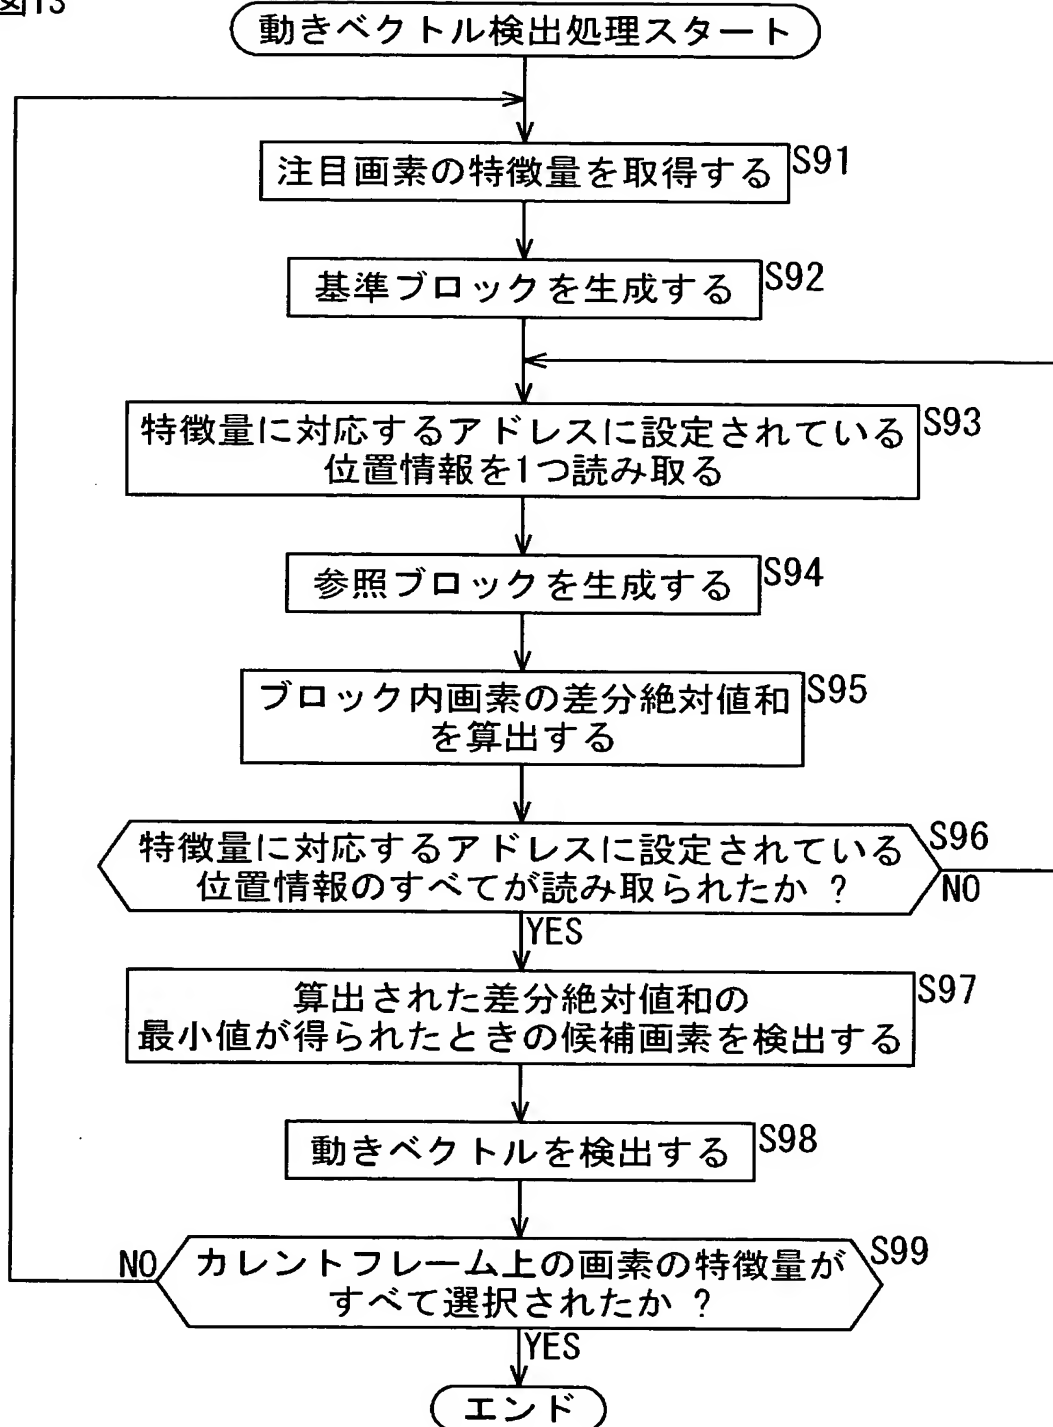 図13
動きベクトル検出処理スタート
注目画素の特徴量を取得する
S91
基準ブロックを生成する
S92
特徴量に対応するアドレスに設定されている
位置情報を1つ読み取る
S93
参照ブロックを生成する
S94
ブロック内画素の差分絶対値和
を算出する
S95
特徴量に対応するアドレスに設定されている
位置情報のすべてが読み取られたか ?
S96
NO
YES
算出された差分絶対値和の
最小値が得られたときの候補画素を検出する
S97
動きベクトルを検出する
S98
NO
カレントフレーム上の画素の特徴量が
すべて選択されたか ?
S99
YES
エンド